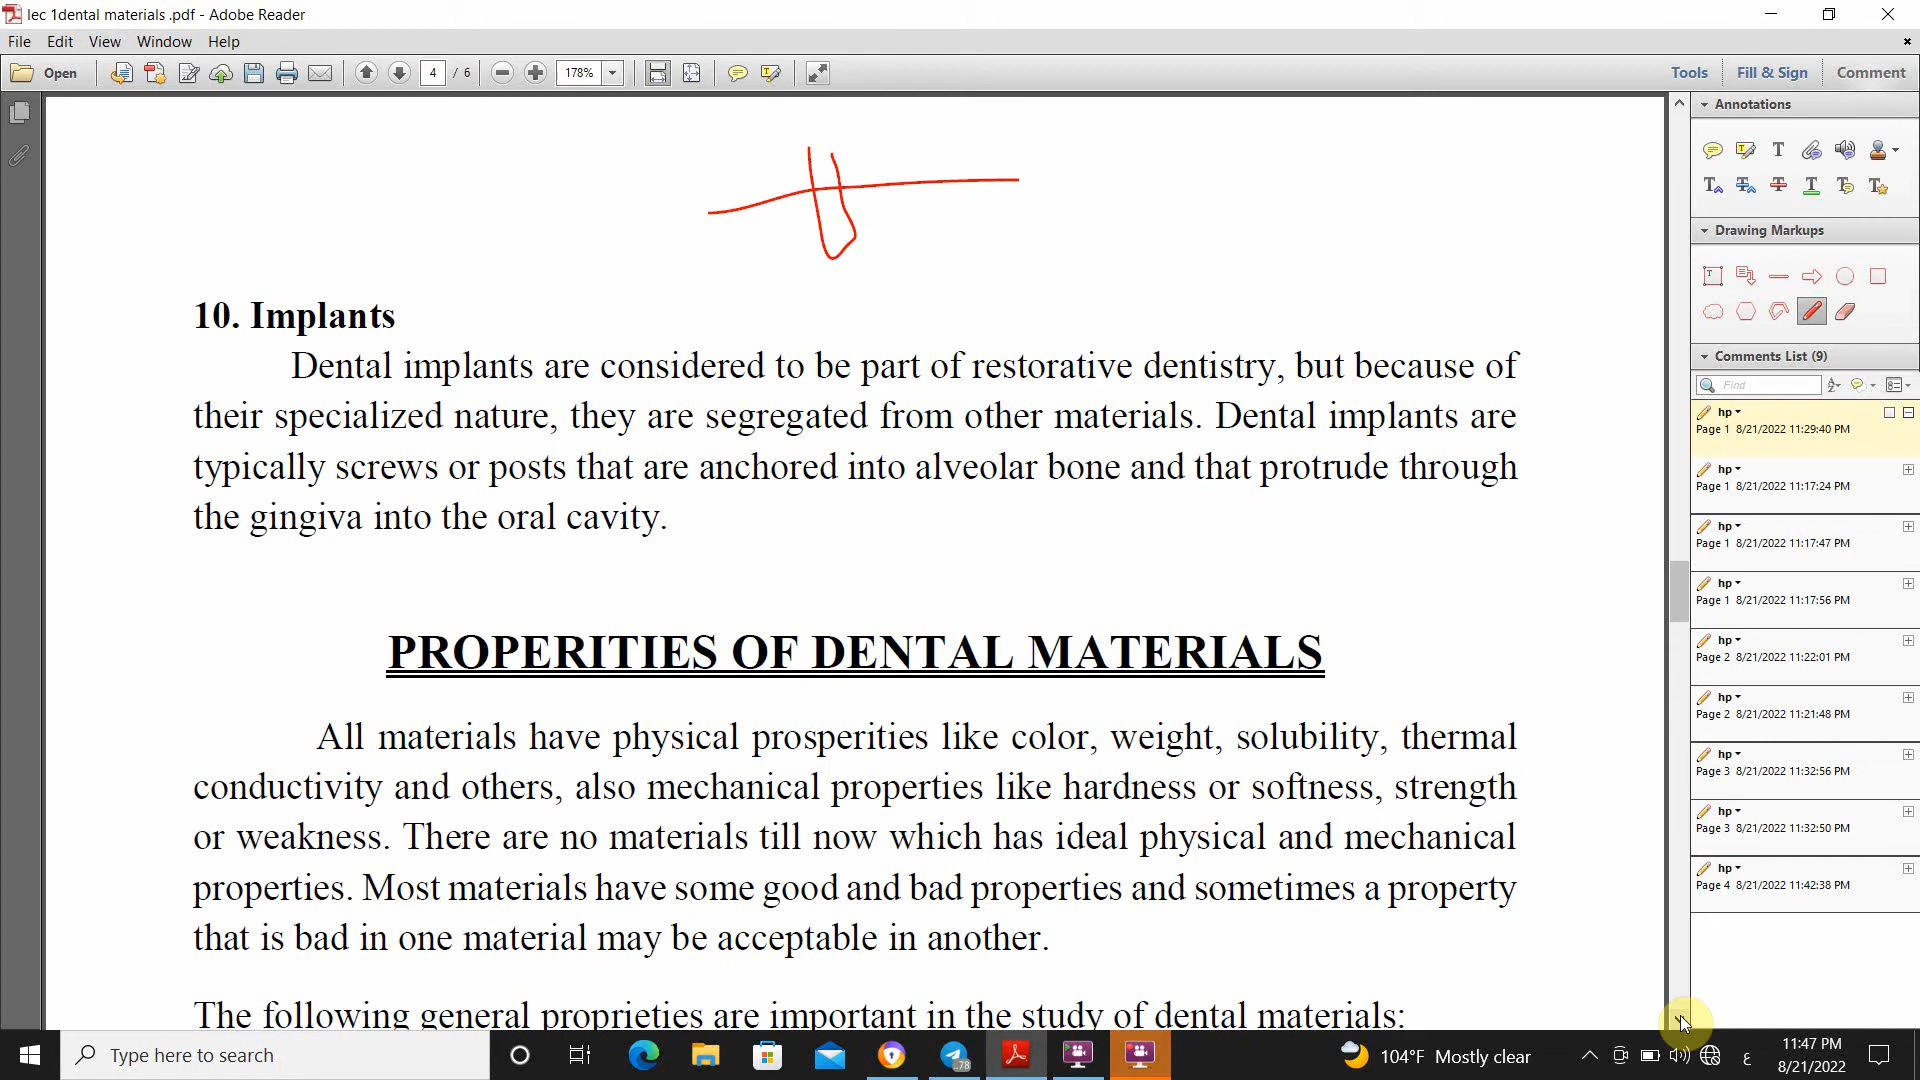 lec 1dental materials .pdf - Adobe Reader
File Edit View Window Help
Open 4 / 6 178% Tools Fill & Sign Comment
Annotations
Drawing Markups
Comments List (9)
Find
hp
Page 1 8/21/2022 11:29:40 PM
hp
Page 1 8/21/2022 11:17:24 PM
hp
Page 1 8/21/2022 11:17:47 PM
hp
Page 1 8/21/2022 11:17:56 PM
hp
Page 2 8/21/2022 11:22:01 PM
hp
Page 2 8/21/2022 11:21:48 PM
hp
Page 3 8/21/2022 11:32:56 PM
hp
Page 3 8/21/2022 11:32:50 PM
hp
Page 4 8/21/2022 11:42:38 PM
10. Implants
Dental implants are considered to be part of restorative dentistry, but because of
their specialized nature, they are segregated from other materials. Dental implants are
typically screws or posts that are anchored into alveolar bone and that protrude through
the gingiva into the oral cavity.
PROPERITIES OF DENTAL MATERIALS
All materials have physical prosperities like color, weight, solubility, thermal
conductivity and others, also mechanical properties like hardness or softness, strength
or weakness. There are no materials till now which has ideal physical and mechanical
properties. Most materials have some good and bad properties and sometimes a property
that is bad in one material may be acceptable in another.
The following general proprieties are important in the study of dental materials:
Type here to search
.78
104°F Mostly clear
ع
11:47 PM
8/21/2022